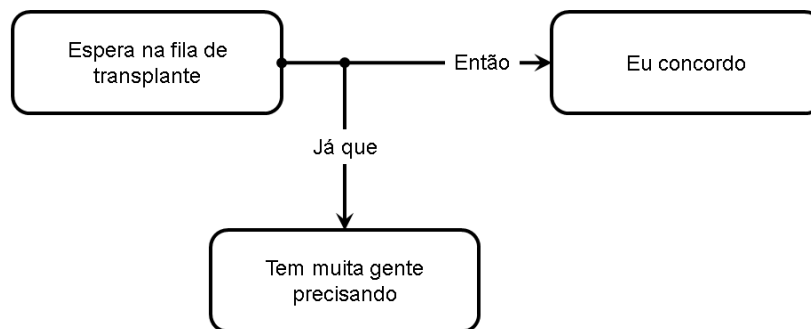 Espera na fila de
transplante
Então
Eu concordo
Já que
Tem muita gente
precisando